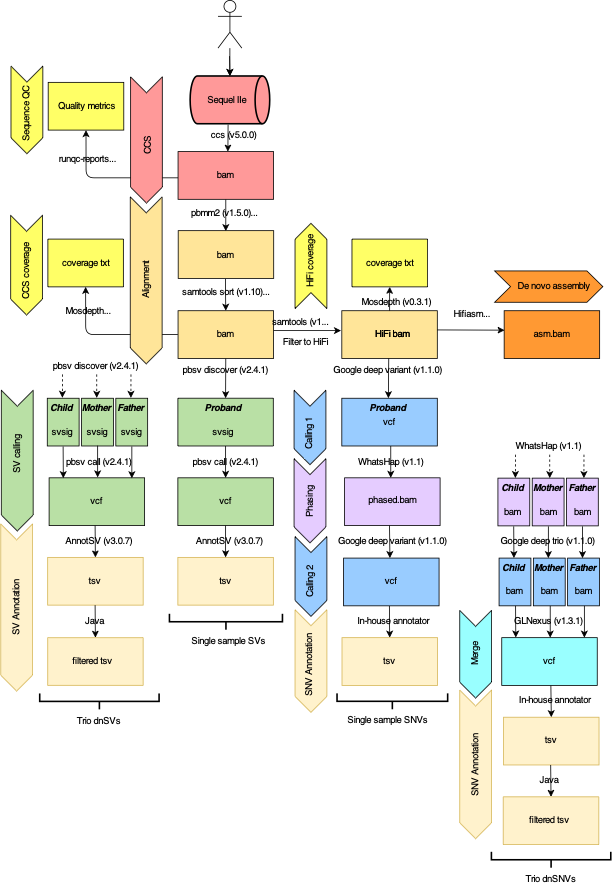 Sequence QC
Quality metrics
CCS
Sequel IIe
ccs (v5.0.0)
runqc-reports...
bam
pbmm2 (v1.5.0)...
CCS coverage
coverage txt
Alignment
bam
HiFi coverage
coverage txt
De novo assembly
samtools sort (v1.10)...
Mosdepth...
Mosdepth (v0.3.1)
bam
samtools (v1...
Filter to HiFi
HiFi bam
Hifiasm...
asm.bam
pbsv discover (v2.4.1)
pbsv discover (v2.4.1)
Google deep variant (v1.1.0)
SV calling
Child
svsig
Mother
svsig
Father
svsig
Proband
svsig
Calling 1
Proband
vcf
pbsv call (v2.4.1)
pbsv call (v2.4.1)
WhatsHap (v1.1)
WhatsHap (v1.1)
vcf
vcf
Phasing
phased.bam
Child
bam
Mother
bam
Father
bam
AnnotSV (v3.0.7)
AnnotSV (v3.0.7)
Google deep variant (v1.1.0)
Google deep trio (v1.1.0)
SV Annotation
tsv
tsv
Calling 2
vcf
Child
bam
Mother
bam
Father
bam
Java
In-house annotator
GLNexus (v1.3.1)
filtered tsv
Single sample SVs
SNV Annotation
tsv
Merge
vcf
Trio dnSVs
Single sample SNVs
In-house annotator
SNV Annotation
tsv
Java
filtered tsv
Trio dnSNVs